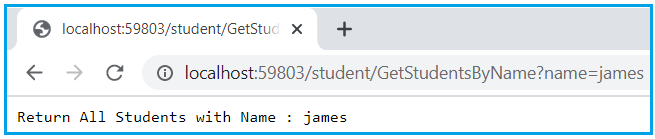 localhost:59803/student/GetStud
localhost:59803/student/GetStudentsByName?name=james
Return All Students with Name : james